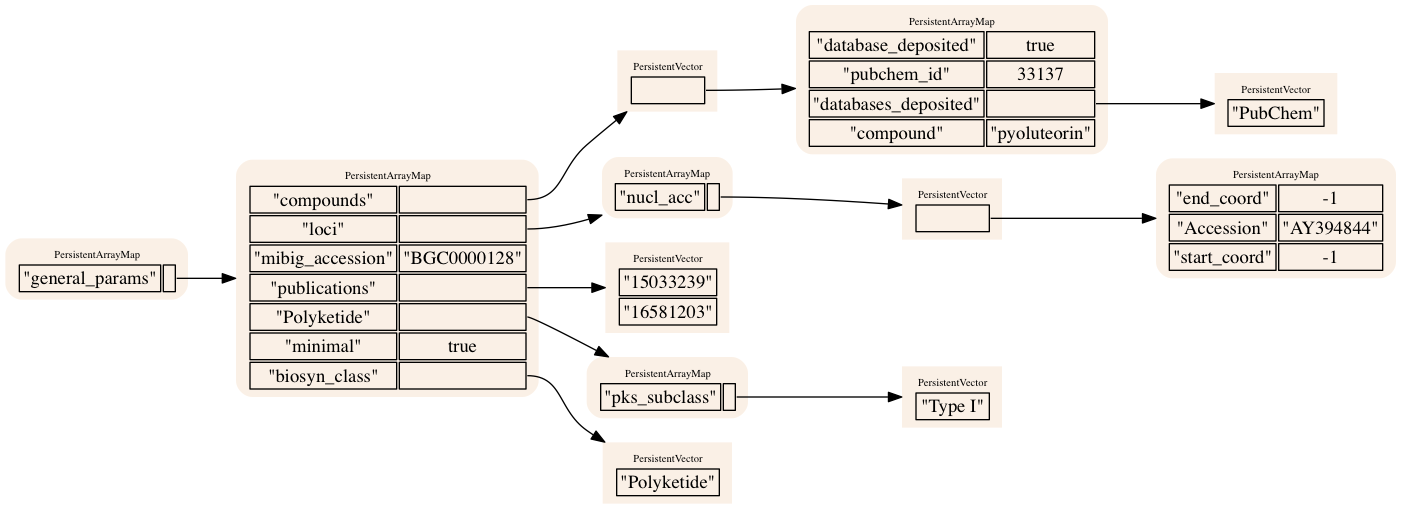 PersistentArrayMap
"general_params"
PersistentArrayMap
"compounds"
"loci"
"mibig_accession" "BGC0000128"
"publications"
"Polyketide"
"minimal" true
"biosyn_class"
PersistentVector
PersistentArrayMap
"database_deposited" true
"pubchem_id" 33137
"databases_deposited"
"compound" "pyoluteorin"
PersistentVector
"PubChem"
PersistentArrayMap
"nucl_acc"
PersistentVector
PersistentArrayMap
"end_coord" -1
"Accession" "AY394844"
"start_coord" -1
PersistentVector
"15033239"
"16581203"
PersistentArrayMap
"pks_subclass"
PersistentVector
"Type I"
PersistentVector
"Polyketide"